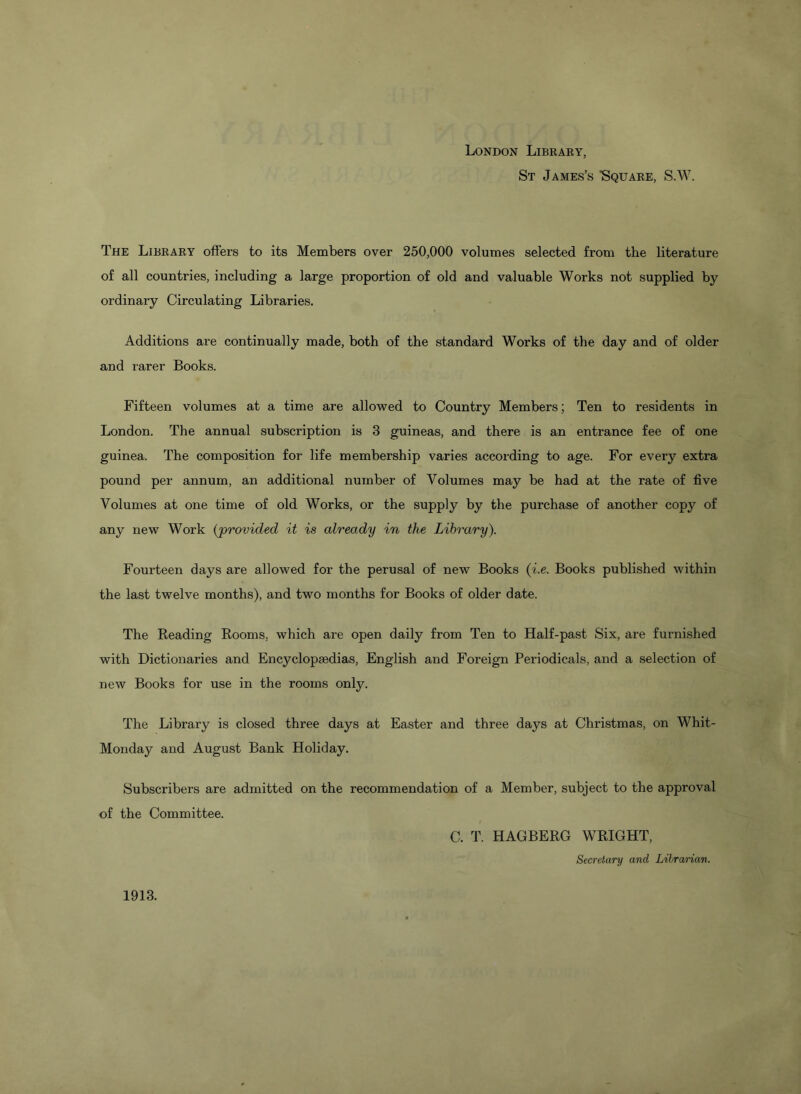 LONDON LIBRARY,
ST JAMES'S SQUARE, S.W.
THE LIBRARY offers to its Members over 250,000 volumes selected from the literature
of all countries, including a large proportion of old and valuable Works not supplied by
ordinary Circulating Libraries.
Additions are continually made, both of the standard Works of the day and of older
and rarer Books.
Fifteen volumes at a time are allowed to Country Members; Ten to residents in
London. The annual subscription is 3 guineas, and there is an entrance fee of one
guinea. The composition for life membership varies according to age. For every extra
pound per annum, an additional number of Volumes may be had at the rate of five
Volumes at one time of old Works, or the supply by the purchase of another copy of
any new Work (provided it is already in the Library).
Fourteen days are allowed for the perusal of new Books (i.e. Books published within
the last twelve months), and two months for Books of older date.
The Reading Rooms, which are open daily from Ten to Half-past Six, are furnished
with Dictionaries and Encyclopædias, English and Foreign Periodicals, and a selection of
new Books for use in the rooms only.
The Library is closed three days at Easter and three days at Christmas, on Whit-
Monday and August Bank Holiday.
Subscribers are admitted on the recommendation of a Member, subject to the approval
of the Committee.
C. T. HAGBERG WRIGHT,
Secretary and Librarian.
1913.